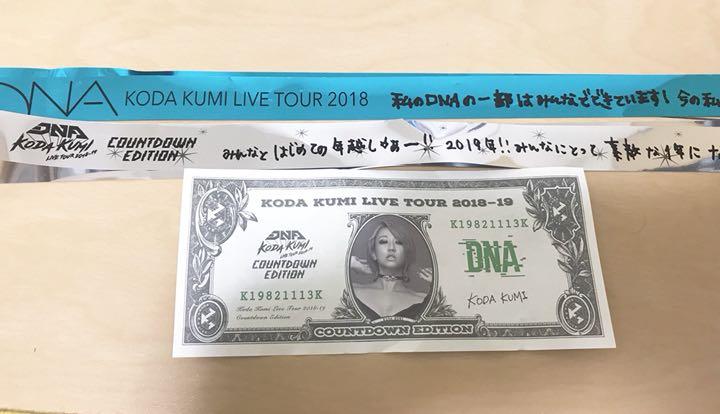 DNA KODA KUMI LIVE TOUR 2018 私のDNAの一部はみんなでできています! 今の私
DNA
KODA KUMI
LIVE TOUR 2018-19
COUNTDOWN
EDITION
みんなとはじめての年越しゅあー!! 2019年!! みんなにとって素敵な1年に
KODA KUMI LIVE TOUR 2018-19
DNA
KODA KUMI
LIVE TOUR 2018-19
COUNTDOWN
EDITION
K19821113K
Koda Kumi Live Tour 2018-19
Countdown Edition
K19821113K
DNA
KODA KUMI
KODA KUMI
COUNTDOWN EDITION